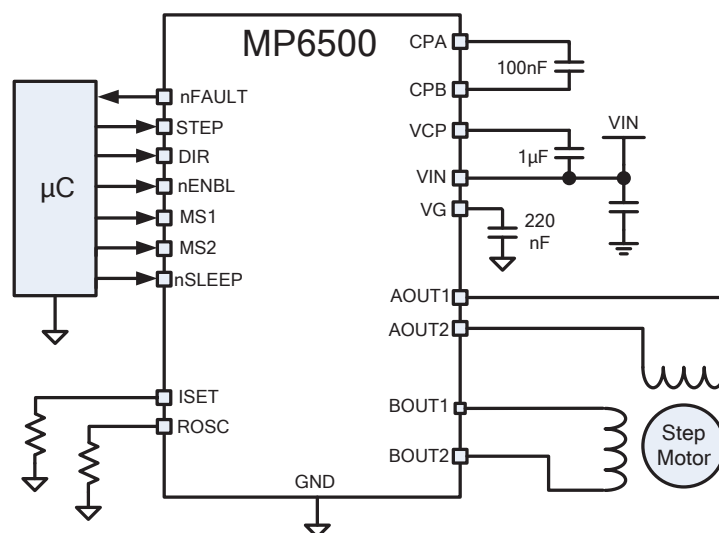 MP6500
µC
nFAULT
STEP
DIR
nENBL
MS1
MS2
nSLEEP
ISET
ROSC
GND
CPA
100nF
CPB
VCP
1µF
VIN
VIN
VG
220
nF
AOUT1
AOUT2
BOUT1
BOUT2
Step
Motor